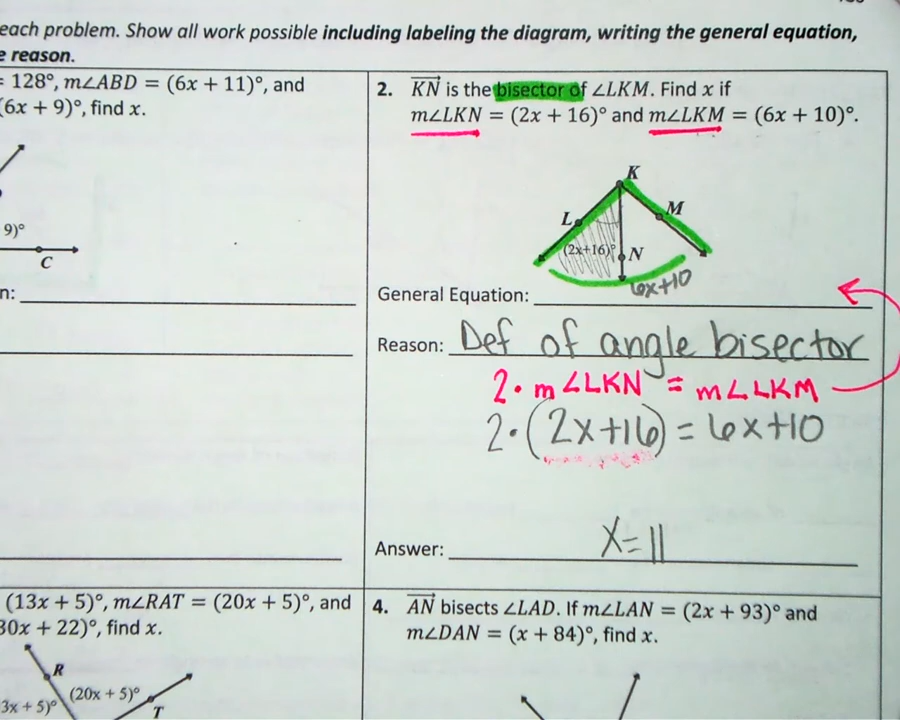 each problem. Show all work possible including labeling the diagram, writing the general equation,
e reason.
= 128°, m∠ABD = (6x + 11)°, and
(6x + 9)°, find x.
9)°
C
n:
2. KN is the bisector of ∠LKM. Find x if
m∠LKN = (2x + 16)° and m∠LKM = (6x + 10)°.
K
M
L
(2x+16)°
N
6x+10
General Equation:
Reason: Def of angle bisector
2 · m∠LKN = m∠LKM
2 · (2x+16) = 6x+10
Answer: x=11
(13x + 5)°, m∠RAT = (20x + 5)°, and
30x + 22)°, find x.
R
(20x + 5)°
3x + 5)°
T
4. AN bisects ∠LAD. If m∠LAN = (2x + 93)° and
m∠DAN = (x + 84)°, find x.